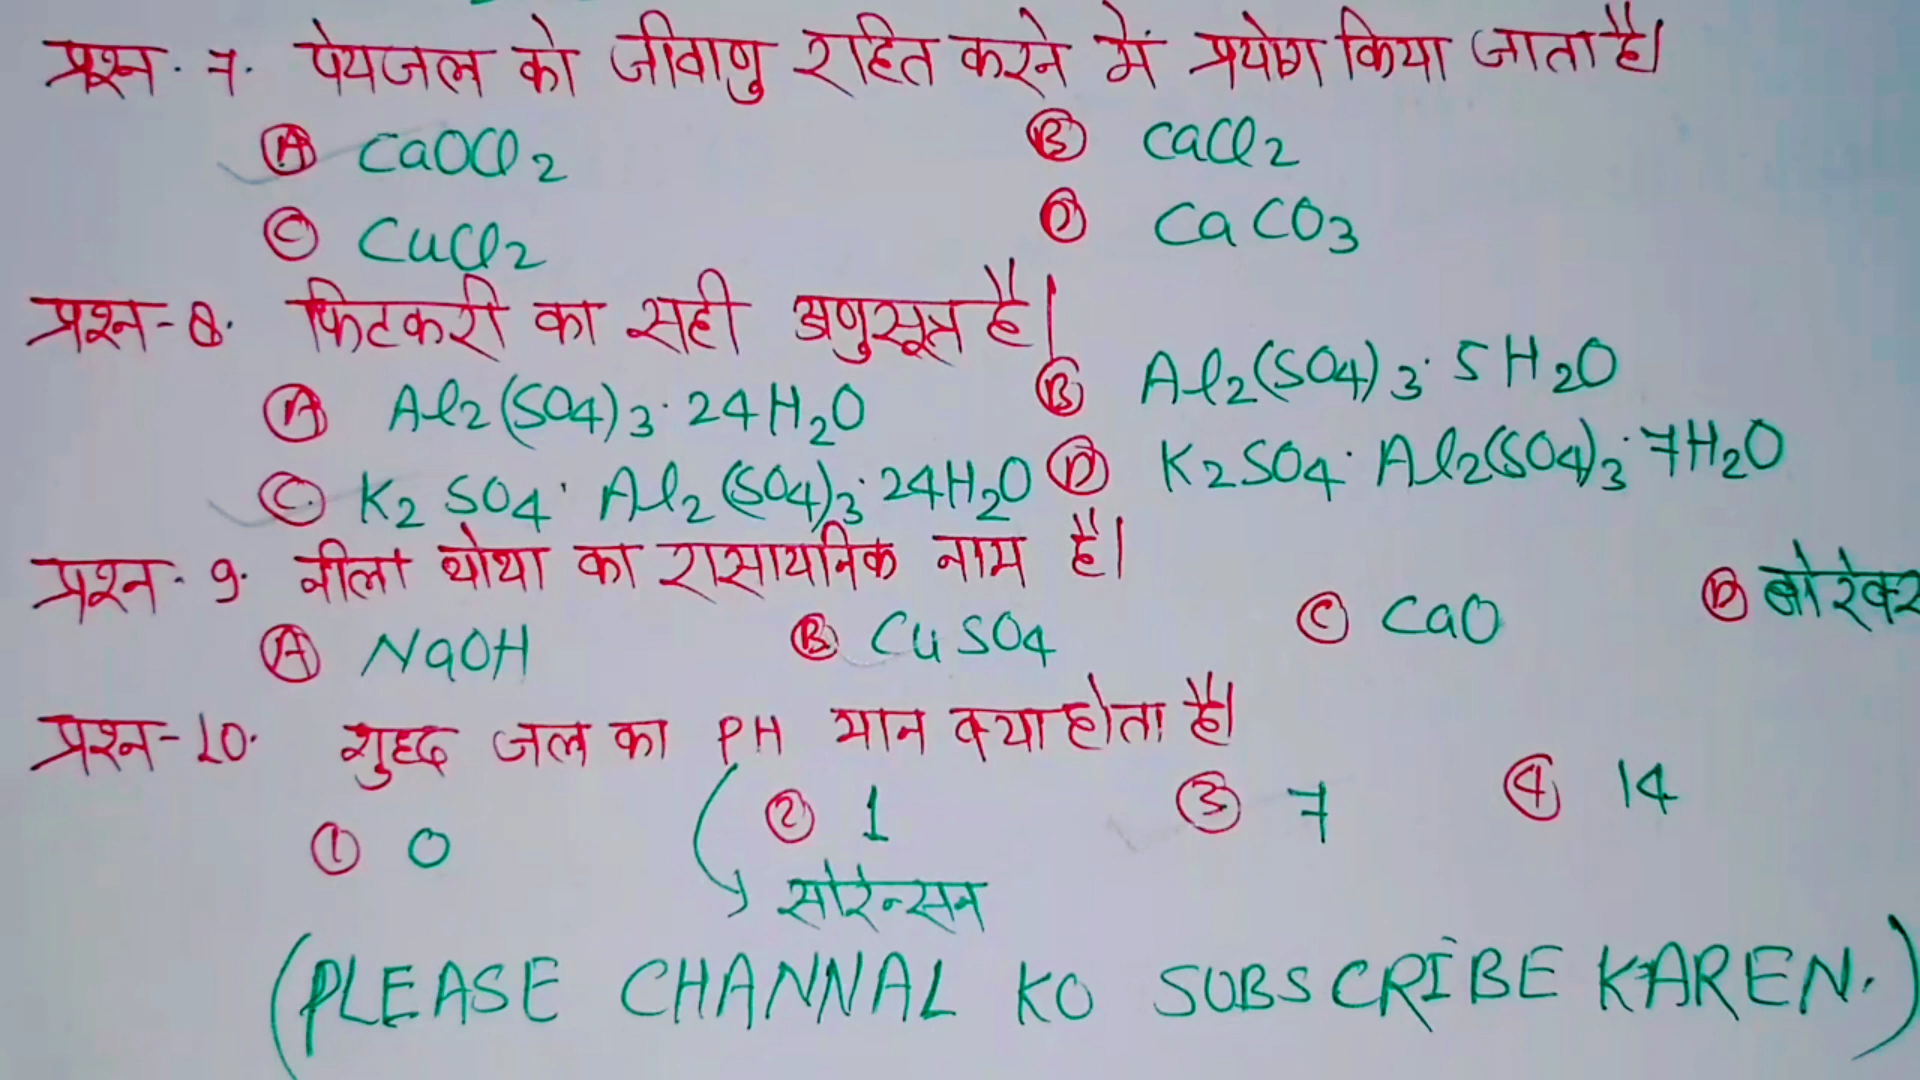 प्रश्न. 7. पेयजल को जीवाणु रहित करने में प्रयोग किया जाता है।
Ⓐ CaOCl2 Ⓑ CaCl2
Ⓒ CuCl2 Ⓓ CaCO3
प्रश्न-8. फिटकरी का सही अणुसूत्र है।
Ⓐ Al2(SO4)3. 24H2O Ⓑ Al2(SO4)3. 5H2O
Ⓒ K2SO4. Al2(SO4)3. 24H2O Ⓓ K2SO4. Al2(SO4)3. 7H2O
प्रश्न. 9. नीला थोथा का रासायनिक नाम है।
Ⓐ NaOH Ⓑ CuSO4 Ⓒ CaO Ⓓ
प्रश्न-10. शुद्ध जल का PH मान क्या होता है।
① 0 ② 1 ③ 7 ④ 14
सोरेन्सन
(PLEASE CHANNAL KO SUBSCRIBE KAREN.)